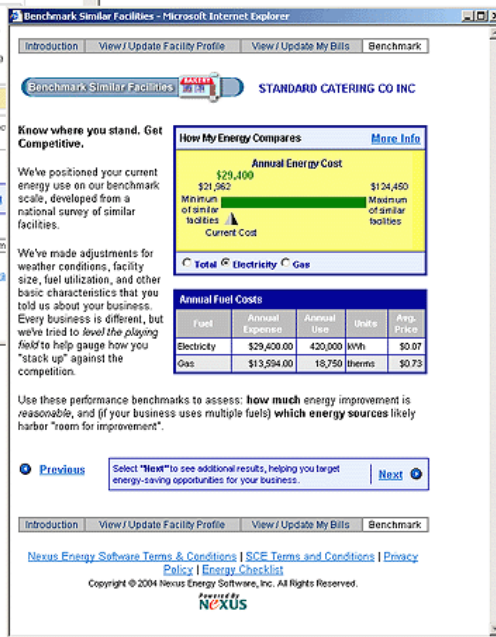 Benchmark Similar Facilities - Microsoft Internet Explorer
Introduction View / Update Facility Profile View / Update My Bills Benchmark
Benchmark Similar Facilities BAKERY STANDARD CATERING CO INC
Know where you stand. Get
Competitive.
We've positioned your current
energy use on our benchmark
scale, developed from a
national survey of similar
facilities.
We've made adjustments for
weather conditions, facility
size, fuel utilization, and other
basic characteristics that you
told us about your business.
Every business is different, but
we've tried to level the playing
field to help gauge how you
"stack up" against the
competition.
How My Energy Compares More Info
Annual Energy Cost
$29,400
$21,962 $124,450
Minimum of similar facilities
Maximum of similar facilities
Current Cost
Total Electricity Gas
Annual Fuel Costs
Fuel Annual Expense Annual Use Units Avg. Price
Electricity $29,400.00 420,000 kWh $0.07
Gas $13,594.00 18,750 therms $0.73
Use these performance benchmarks to assess: how much energy improvement is
reasonable, and (if your business uses multiple fuels) which energy sources likely
harbor "room for improvement".
Previous
Select "Next" to see additional results, helping you target
energy-saving opportunities for your business.
Next
Introduction View / Update Facility Profile View / Update My Bills Benchmark
Nexus Energy Software Terms & Conditions | SCE Terms and Conditions | Privacy
Policy | Energy Checklist
Copyright © 2004 Nexus Energy Software, Inc. All Rights Reserved.
Powered By
NEXUS